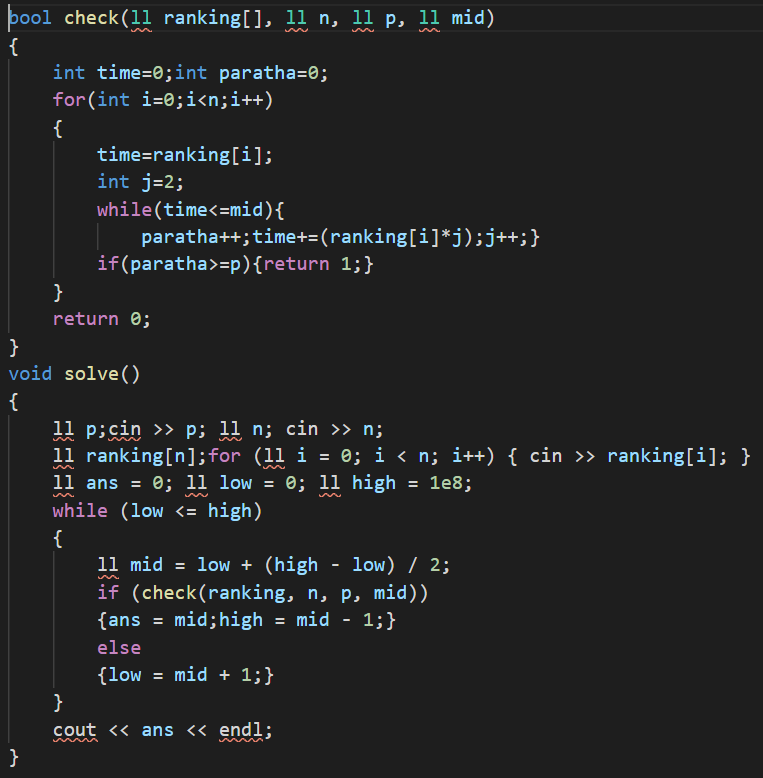 bool check(ll ranking[], ll n, ll p, ll mid)
{
    int time=0;int paratha=0;
    for(int i=0;i<n;i++)
    {
        time=ranking[i];
        int j=2;
        while(time<=mid){
            paratha++;time+=(ranking[i]*j);j++;}
        if(paratha>=p){return 1;}
    }
    return 0;
}
void solve()
{
    ll p;cin >> p; ll n; cin >> n;
    ll ranking[n];for (ll i = 0; i < n; i++) { cin >> ranking[i]; }
    ll ans = 0; ll low = 0; ll high = 1e8;
    while (low <= high)
    {
        ll mid = low + (high - low) / 2;
        if (check(ranking, n, p, mid))
        {ans = mid;high = mid - 1;}
        else
        {low = mid + 1;}
    }
    cout << ans << endl;
}